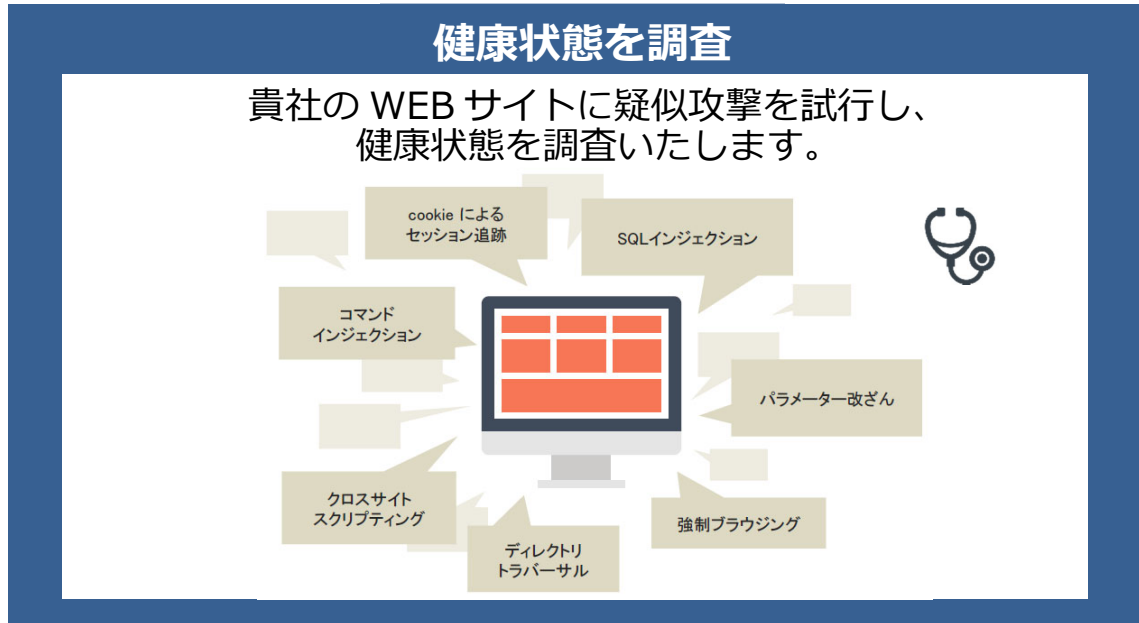 健康状態を調査
貴社の WEB サイトに疑似攻撃を試行し、
健康状態を調査いたします。
cookie による
セッション追跡
SQLインジェクション
コマンド
インジェクション
パラメーター改ざん
クロスサイト
スクリプティング
強制ブラウジング
ディレクトリ
トラバーサル